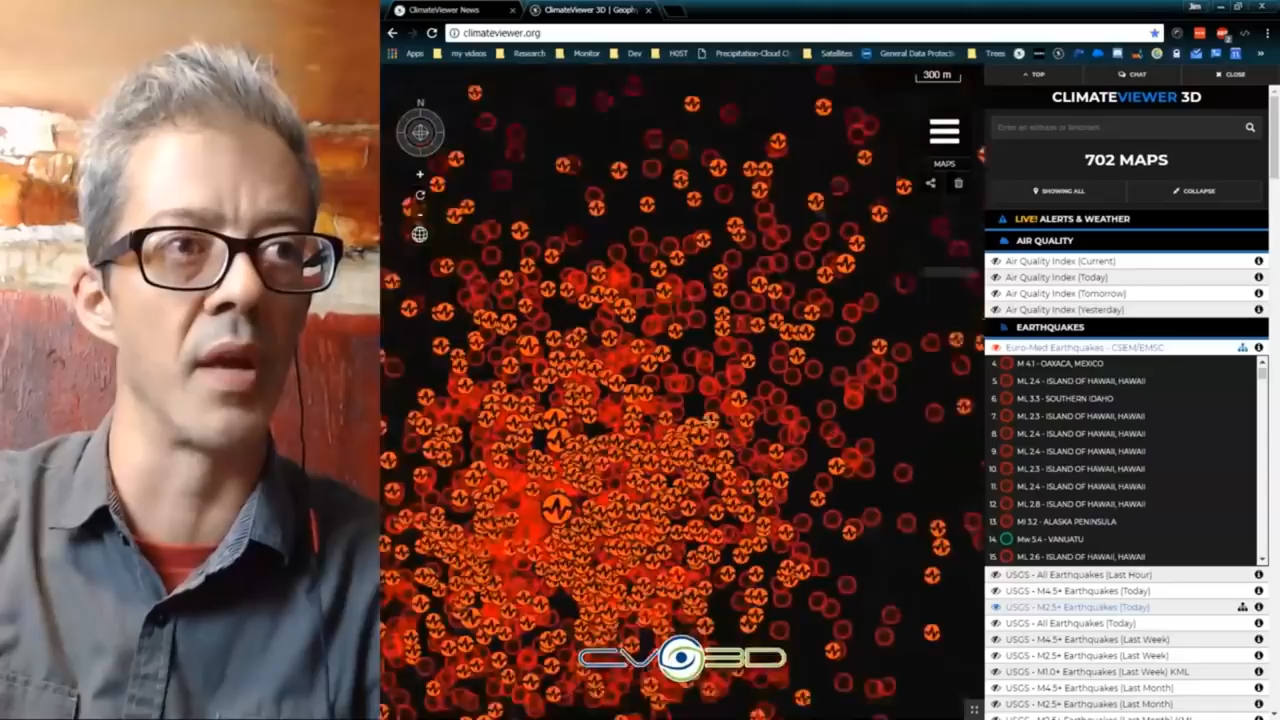 ClimateViewer News
ClimateViewer 3D | Geoph
Jim
climateviewer.org
Apps
my videos
Research
Monitor
Dev
HOST
Precipitation-Cloud C
Satellites
General Data Protecti
Trees
300 m
N
MAPS
TOP
CHAT
CLOSE
CLIMATEVIEWER 3D
Enter an address or landmark
702 MAPS
SHOWING ALL
COLLAPSE
LIVE! ALERTS & WEATHER
AIR QUALITY
Air Quality Index (Current)
Air Quality Index (Today)
Air Quality Index (Tomorrow)
Air Quality Index (Yesterday)
EARTHQUAKES
Euro-Med Earthquakes - CSEM/EMSC
4. M 4.1 - OAXACA, MEXICO
5. ML 2.4 - ISLAND OF HAWAII, HAWAII
6. ML 3.3 - SOUTHERN IDAHO
7. ML 2.3 - ISLAND OF HAWAII, HAWAII
8. ML 2.4 - ISLAND OF HAWAII, HAWAII
9. ML 2.4 - ISLAND OF HAWAII, HAWAII
10. ML 2.3 - ISLAND OF HAWAII, HAWAII
11. ML 2.4 - ISLAND OF HAWAII, HAWAII
12. ML 2.8 - ISLAND OF HAWAII, HAWAII
13. Ml 3.2 - ALASKA PENINSULA
14. Mw 5.4 - VANUATU
15. ML 2.6 - ISLAND OF HAWAII, HAWAII
USGS - All Earthquakes (Last Hour)
USGS - M4.5+ Earthquakes (Today)
USGS - M2.5+ Earthquakes (Today)
USGS - All Earthquakes (Today)
USGS - M4.5+ Earthquakes (Last Week)
USGS - M2.5+ Earthquakes (Last Week)
USGS - M1.0+ Earthquakes (Last Week) KML
USGS - M4.5+ Earthquakes (Last Month)
USGS - M2.5+ Earthquakes (Last Month)
CV3D